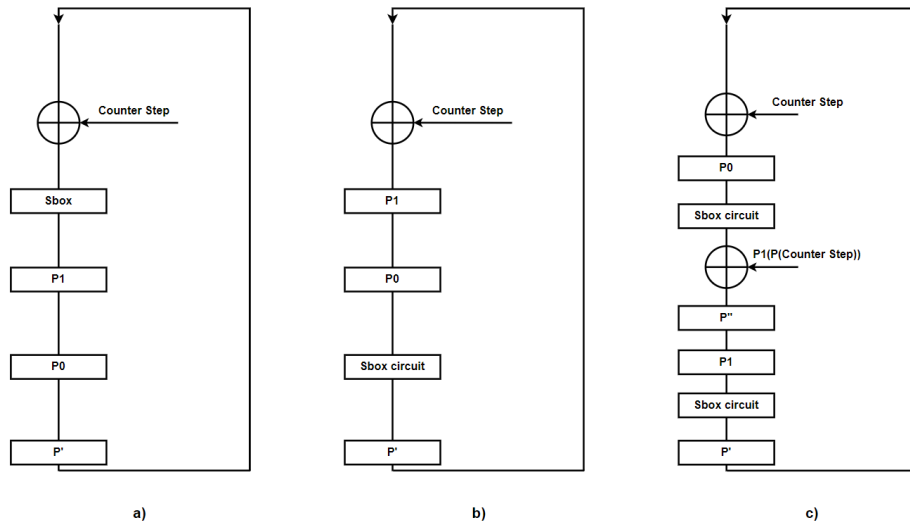 Counter Step
Sbox
P1
P0
P'
a)
Counter Step
P1
P0
Sbox circuit
P'
b)
Counter Step
P0
Sbox circuit
P1(P(Counter Step))
P"
P1
Sbox circuit
P'
c)